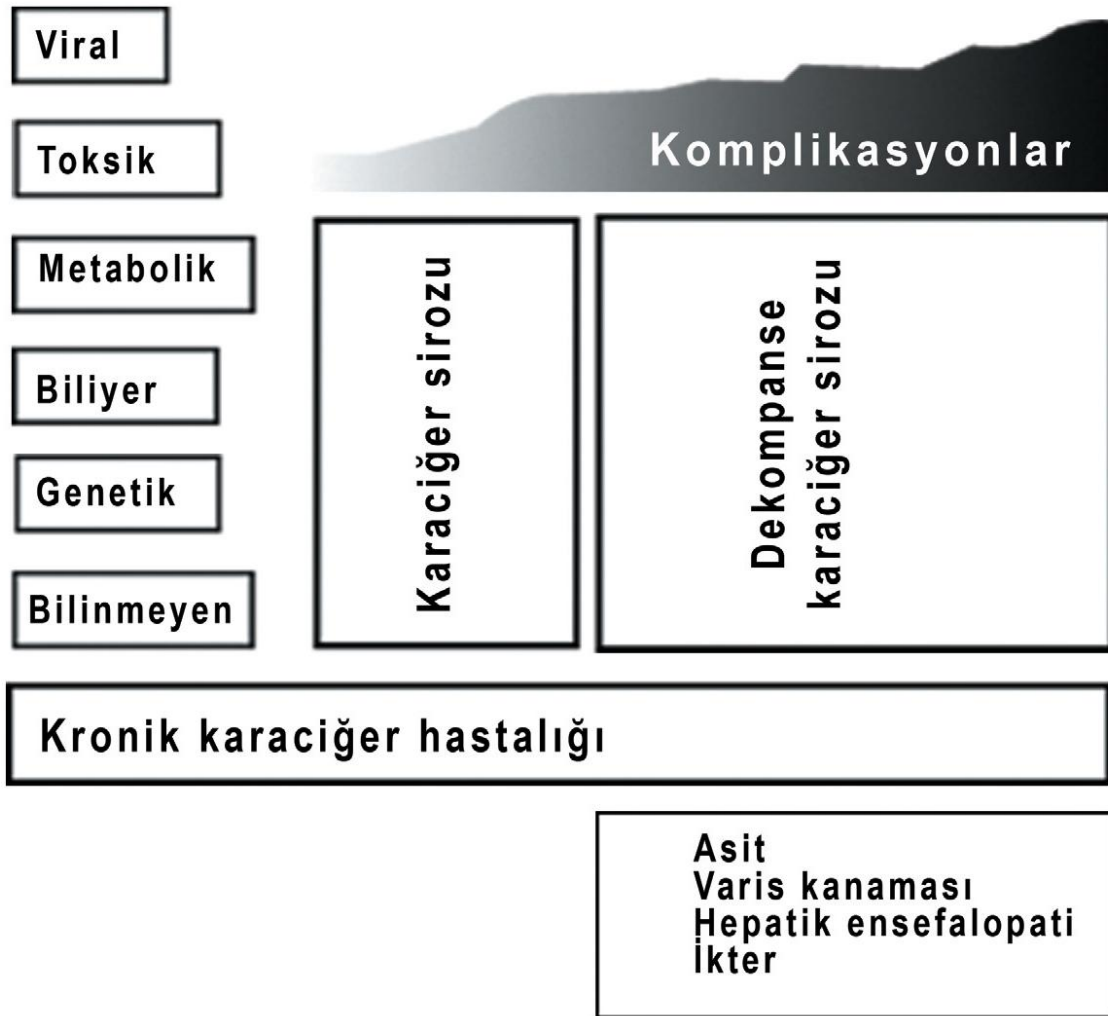 Viral
Toksik
Metabolik
Biliyer
Genetik
Bilinmeyen
Komplikasyonlar
Karaciğer sirozu
Dekompanse
karaciğer sirozu
Kronik karaciğer hastalığı
Asit
Varis kanaması
Hepatik ensefalopati
İkter